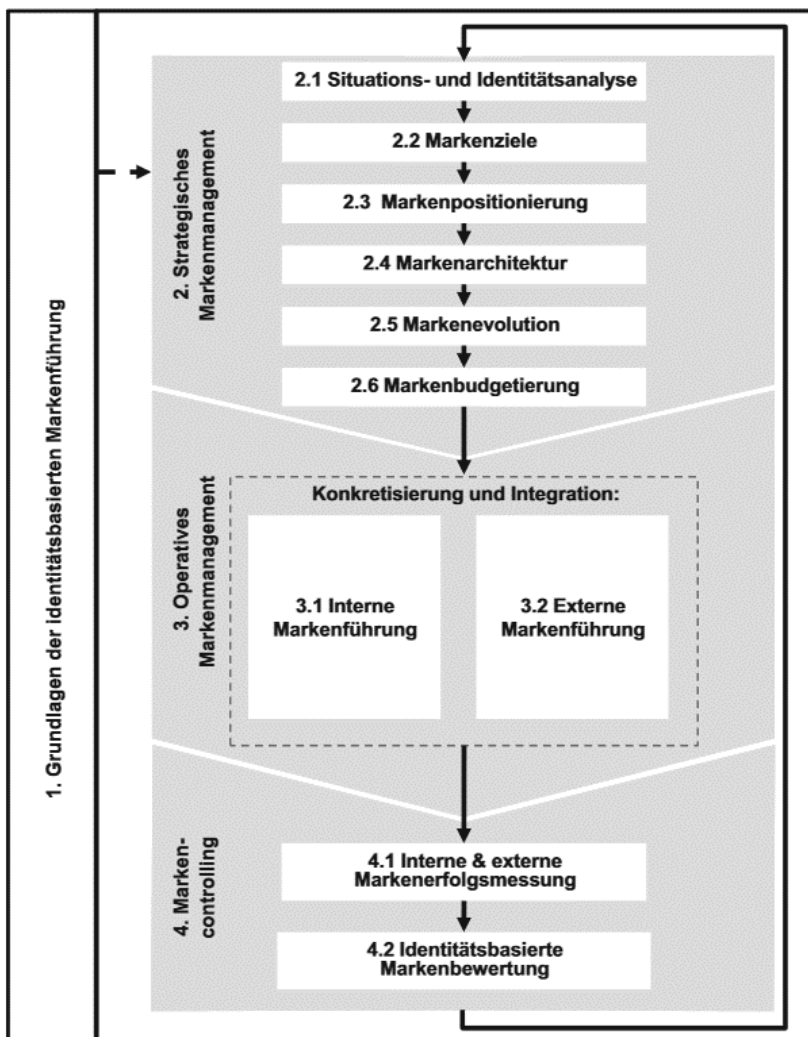 1. Grundlagen der identitätsbasierten Markenführung
2. Strategisches
Markenmanagement
2.1 Situations- und Identitätsanalyse
2.2 Markenziele
2.3 Markenpositionierung
2.4 Markenarchitektur
2.5 Markenevolution
2.6 Markenbudgetierung
3. Operatives
Markenmanagement
Konkretisierung und Integration:
3.1 Interne
Markenführung
3.2 Externe
Markenführung
4. Marken-
controlling
4.1 Interne & externe
Markenerfolgsmessung
4.2 Identitätsbasierte
Markenbewertung